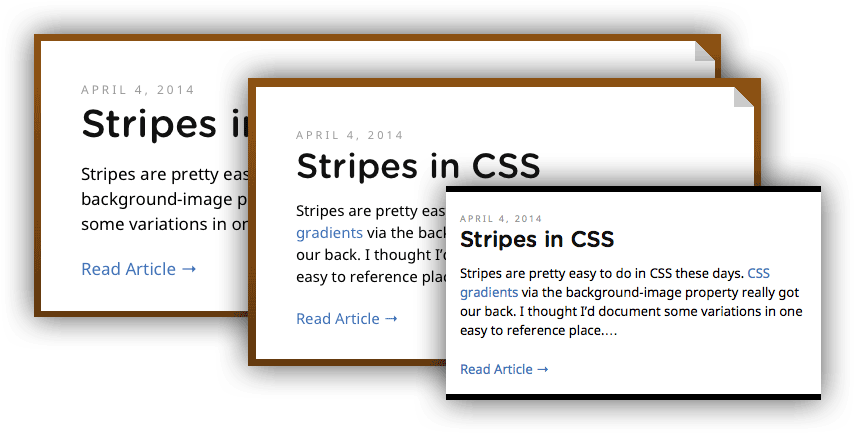 APRIL 4, 2014
Stripes i
Stripes are pretty eas
background-image p
some variations in or
Read Article →
APRIL 4, 2014
Stripes in CSS
Stripes are pretty eas
gradients via the back
our back. I thought I’d
easy to reference plac
Read Article →
APRIL 4, 2014
Stripes in CSS
Stripes are pretty easy to do in CSS these days. CSS
gradients via the background-image property really got
our back. I thought I’d document some variations in one
easy to reference place.…
Read Article →